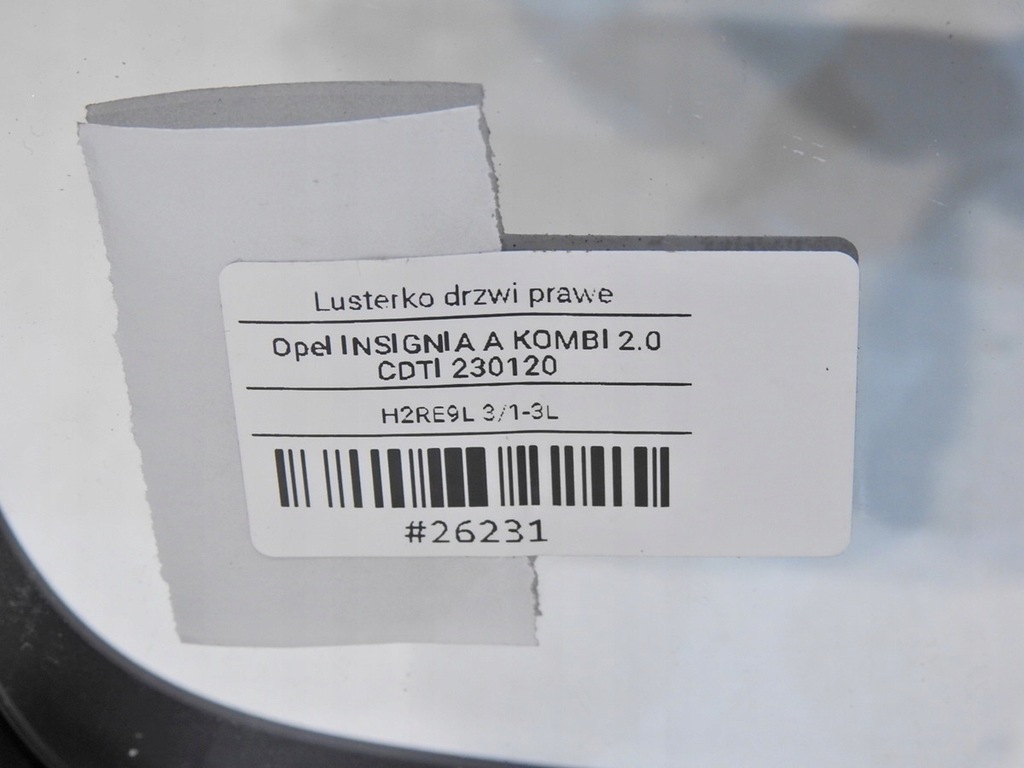 Lusterko drzwi prawe
Opel INSIGNIA A KOMBI 2.0
CDTI 230120
H2RE9L 3/1-3L
#26231